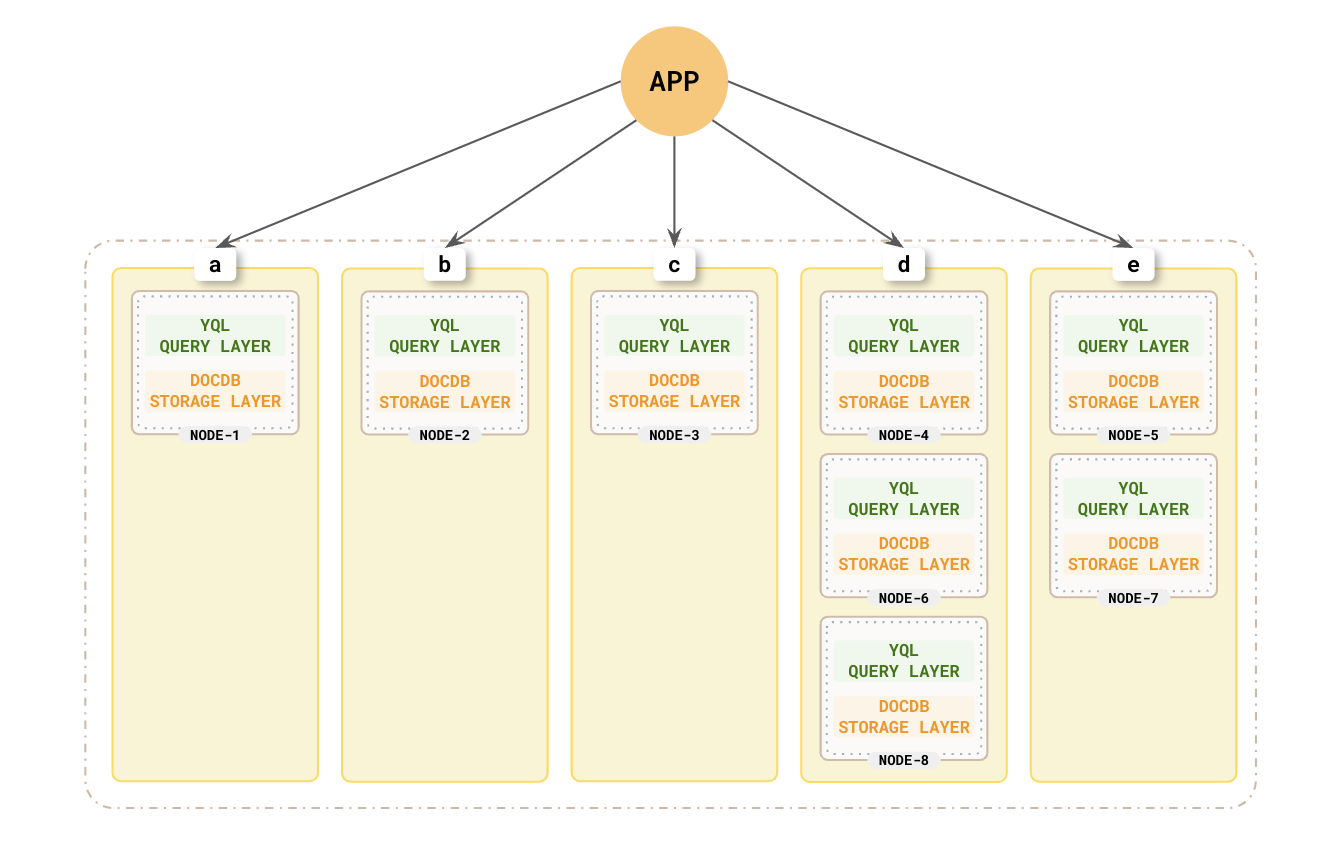 APP
a
b
c
d
e
YQL
QUERY LAYER
DOCDB
STORAGE LAYER
NODE-1
YQL
QUERY LAYER
DOCDB
STORAGE LAYER
NODE-2
YQL
QUERY LAYER
DOCDB
STORAGE LAYER
NODE-3
YQL
QUERY LAYER
DOCDB
STORAGE LAYER
NODE-4
YQL
QUERY LAYER
DOCDB
STORAGE LAYER
NODE-5
YQL
QUERY LAYER
DOCDB
STORAGE LAYER
NODE-6
YQL
QUERY LAYER
DOCDB
STORAGE LAYER
NODE-7
YQL
QUERY LAYER
DOCDB
STORAGE LAYER
NODE-8